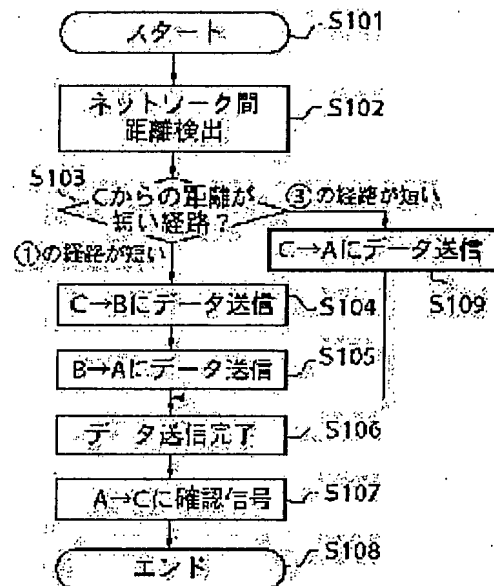 スタート
S101
ネットワーク間
距離検出
S102
S103
Cからの距離が
短い経路？
③の経路が短い
①の経路が短い
C→Aにデータ送信
S109
C→Bにデータ送信
S104
B→Aにデータ送信
S105
データ送信完了
S106
A→Cに確認信号
S107
エンド
S108